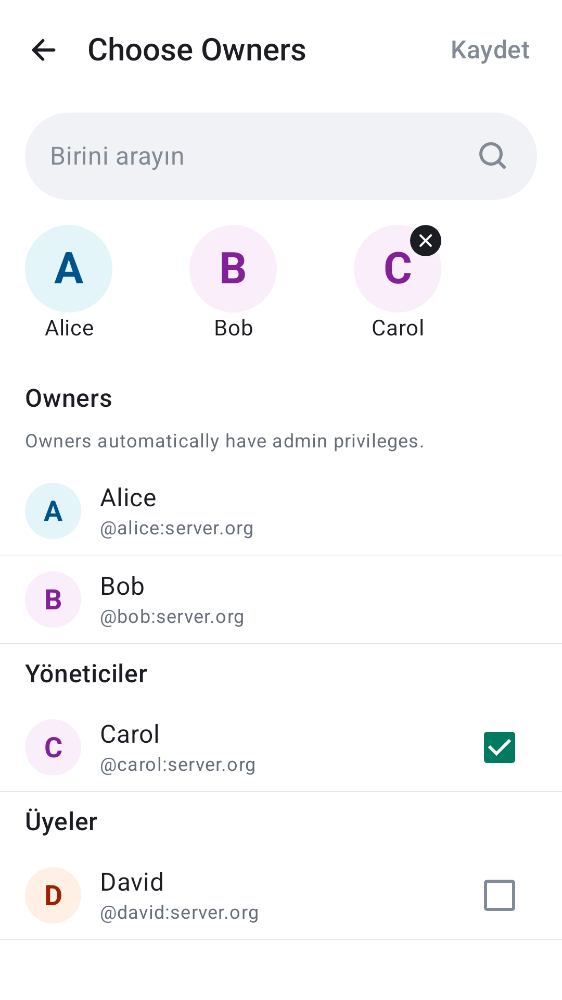 Choose Owners
Kaydet
Birini arayın
A
B
C
Alice
Bob
Carol
Owners
Owners automatically have admin privileges.
A
Alice
@alice:server.org
B
Bob
@bob:server.org
Yöneticiler
C
Carol
@carol:server.org
Üyeler
D
David
@david:server.org